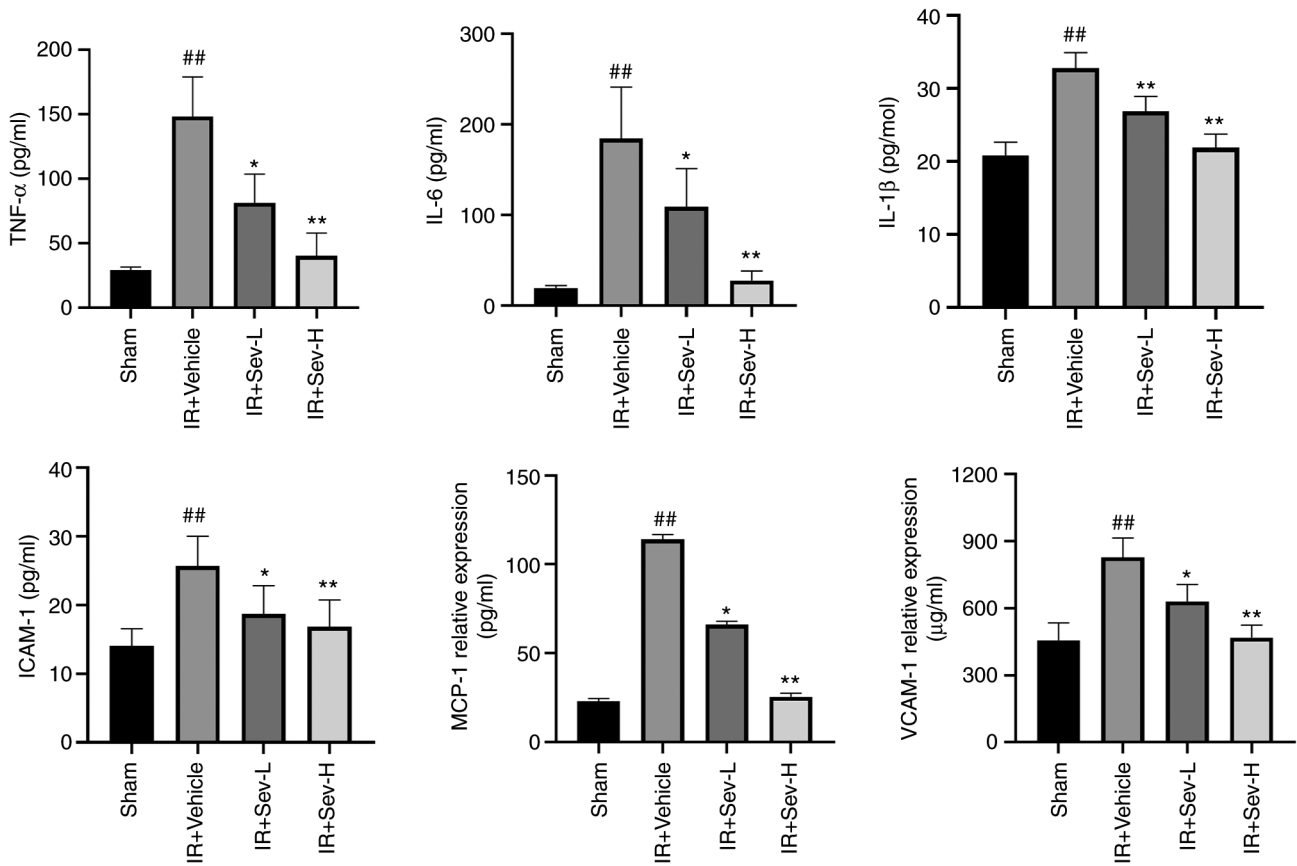 TNF-α (pg/ml)
200
150
100
50
0
##
*
**
Sham
IR+Vehicle
IR+Sev-L
IR+Sev-H
IL-6 (pg/ml)
300
200
100
0
##
*
**
Sham
IR+Vehicle
IR+Sev-L
IR+Sev-H
IL-1β (pg/mol)
40
30
20
10
0
##
**
**
Sham
IR+Vehicle
IR+Sev-L
IR+Sev-H
ICAM-1 (pg/ml)
40
30
20
10
0
##
*
**
Sham
IR+Vehicle
IR+Sev-L
IR+Sev-H
MCP-1 relative expression
(pg/ml)
150
100
50
0
##
*
**
Sham
IR+Vehicle
IR+Sev-L
IR+Sev-H
VCAM-1 relative expression
(µg/ml)
1200
900
600
300
0
##
*
**
Sham
IR+Vehicle
IR+Sev-L
IR+Sev-H